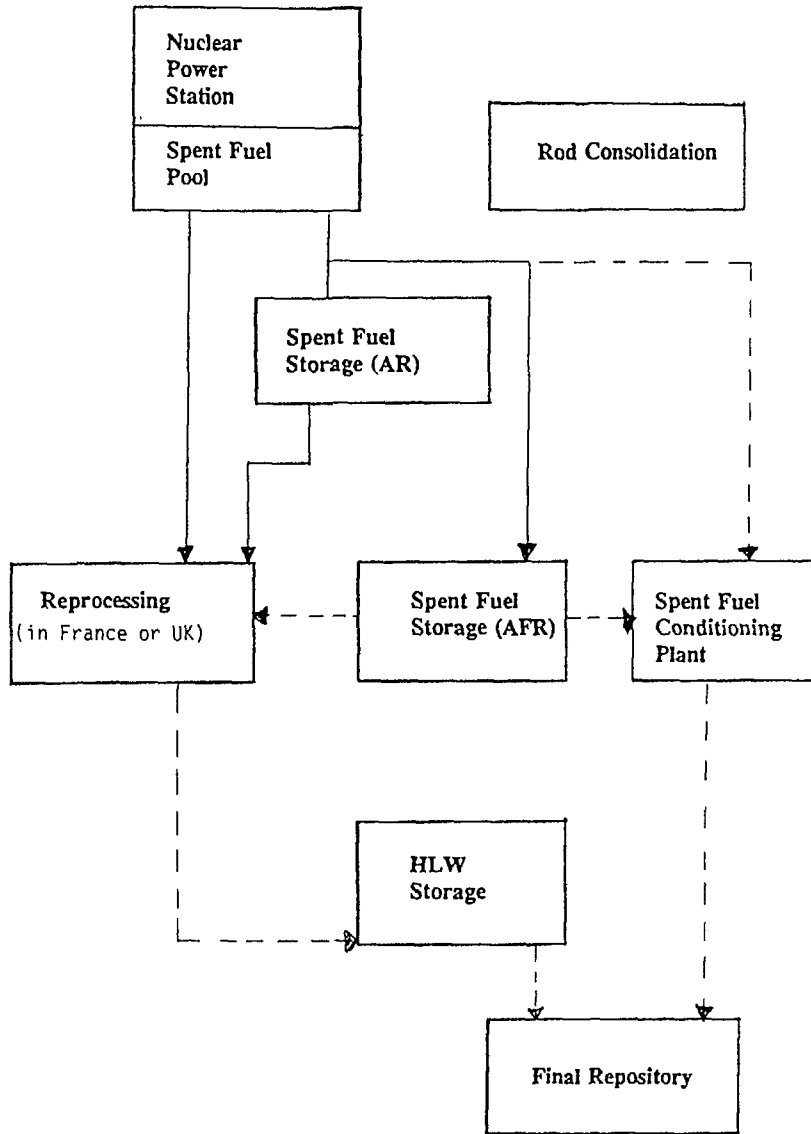 Nuclear
Power
Station
Spent Fuel
Pool
Rod Consolidation
Spent Fuel
Storage (AR)
Reprocessing
(in France or UK)
Spent Fuel
Storage (AFR)
Spent Fuel
Conditioning
Plant
HLW
Storage
Final Repository